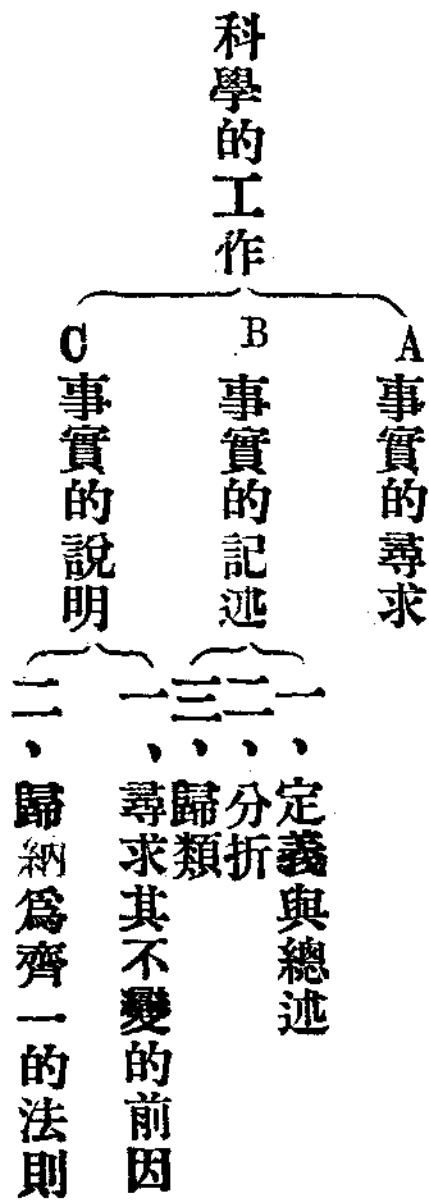 科學的工作
A 事實的尋求
B 事實的記述
一、定義與總述
二、分折
三、歸類
C 事實的說明
一、尋求其不變的前因
二、歸納爲齊一的法則